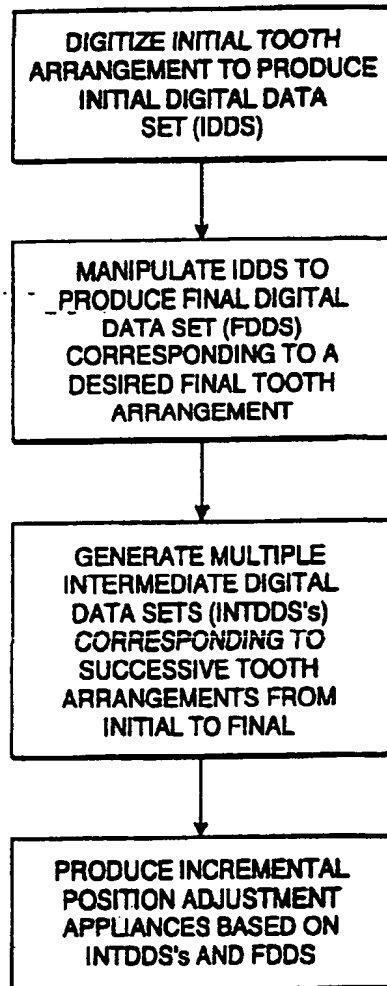 DIGITIZE INITIAL TOOTH
ARRANGEMENT TO PRODUCE
INITIAL DIGITAL DATA
SET (IDDS)
MANIPULATE IDDS TO
PRODUCE FINAL DIGITAL
DATA SET (FDDS)
CORRESPONDING TO A
DESIRED FINAL TOOTH
ARRANGEMENT
GENERATE MULTIPLE
INTERMEDIATE DIGITAL
DATA SETS (INTDDS's)
CORRESPONDING TO
SUCCESSIVE TOOTH
ARRANGEMENTS FROM
INITIAL TO FINAL
PRODUCE INCREMENTAL
POSITION ADJUSTMENT
APPLIANCES BASED ON
INTDDS's AND FDDS